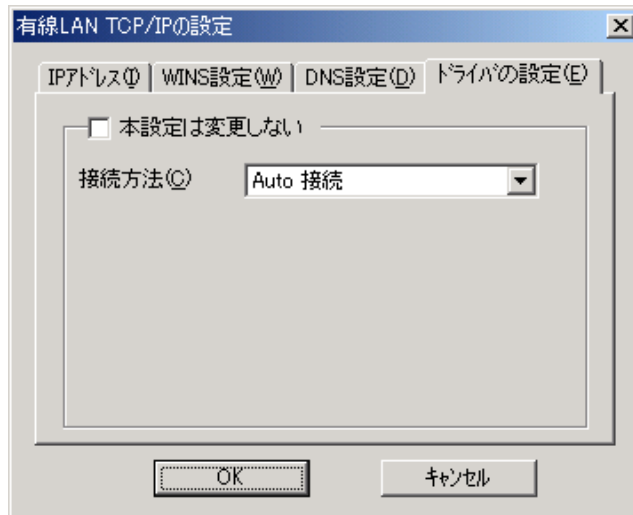 有線LAN TCP/IPの設定
IPアドレス(I) WINS設定(W) DNS設定(D) ドライバの設定(E)
本設定は変更しない
接続方法(C) Auto 接続
OK キャンセル